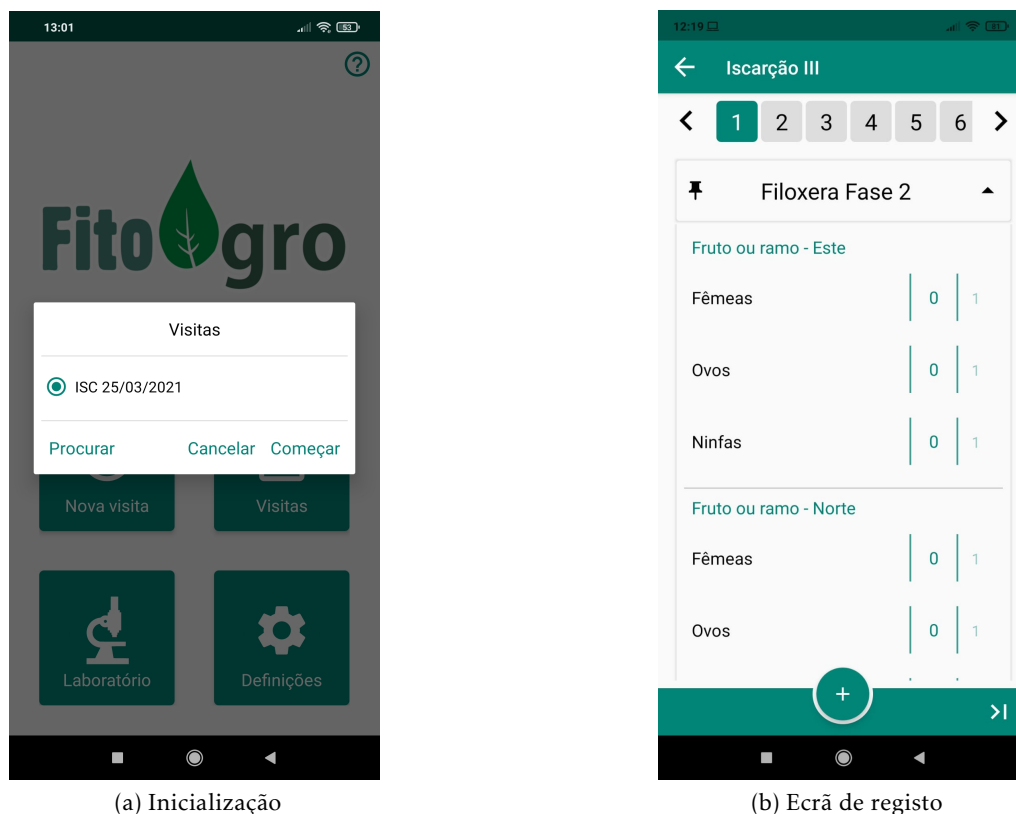 13:01
53
?
Fito gro
Visitas
ISC 25/03/2021
Procurar Cancelar Começar
Nova visita Visitas
Laboratório Definições
(a) Inicialização
12:19
Iscarção III
1 2 3 4 5 6
Filoxera Fase 2
Fruto ou ramo - Este
Fêmeas 0 1
Ovos 0 1
Ninfas 0 1
Fruto ou ramo - Norte
Fêmeas 0 1
Ovos 0 1
+
(b) Ecrã de registo